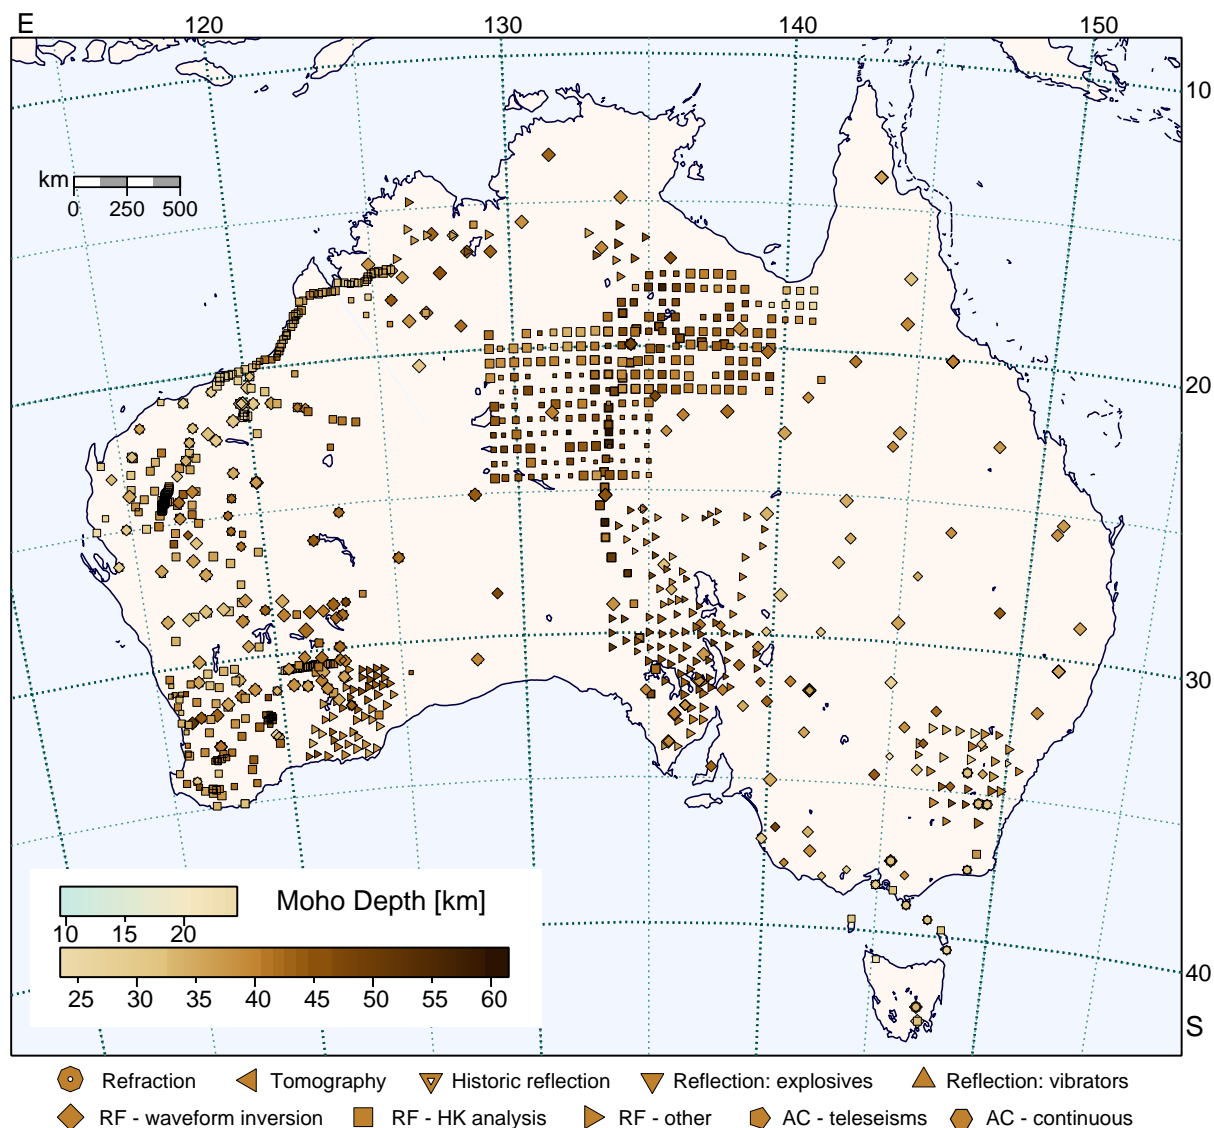 E 120 130 140 150
10
km
0 250 500
20
30
Moho Depth [km]
10 15 20
25 30 35 40 45 50 55 60
40
S
Refraction Tomography Historic reflection Reflection: explosives Reflection: vibrators
RF - waveform inversion RF - HK analysis RF - other AC - teleseisms AC - continuous